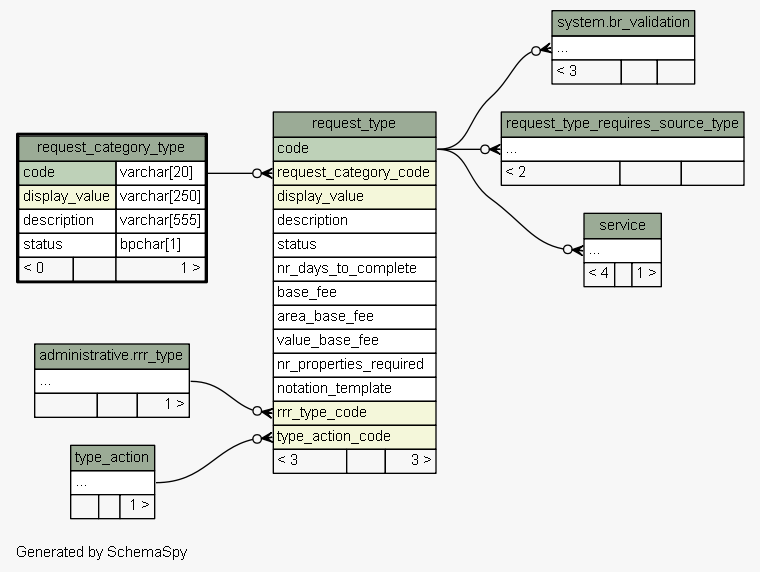 system.br_validation
...
< 3
request_type
code
request_category_code
display_value
description
status
nr_days_to_complete
base_fee
area_base_fee
value_base_fee
nr_properties_required
notation_template
rrr_type_code
type_action_code
< 3 3 >
request_type_requires_source_type
...
< 2
request_category_type
code varchar[20]
display_value varchar[250]
description varchar[555]
status bpchar[1]
< 0 1 >
service
...
< 4 1 >
administrative.rrr_type
...
1 >
type_action
...
1 >
Generated by SchemaSpy